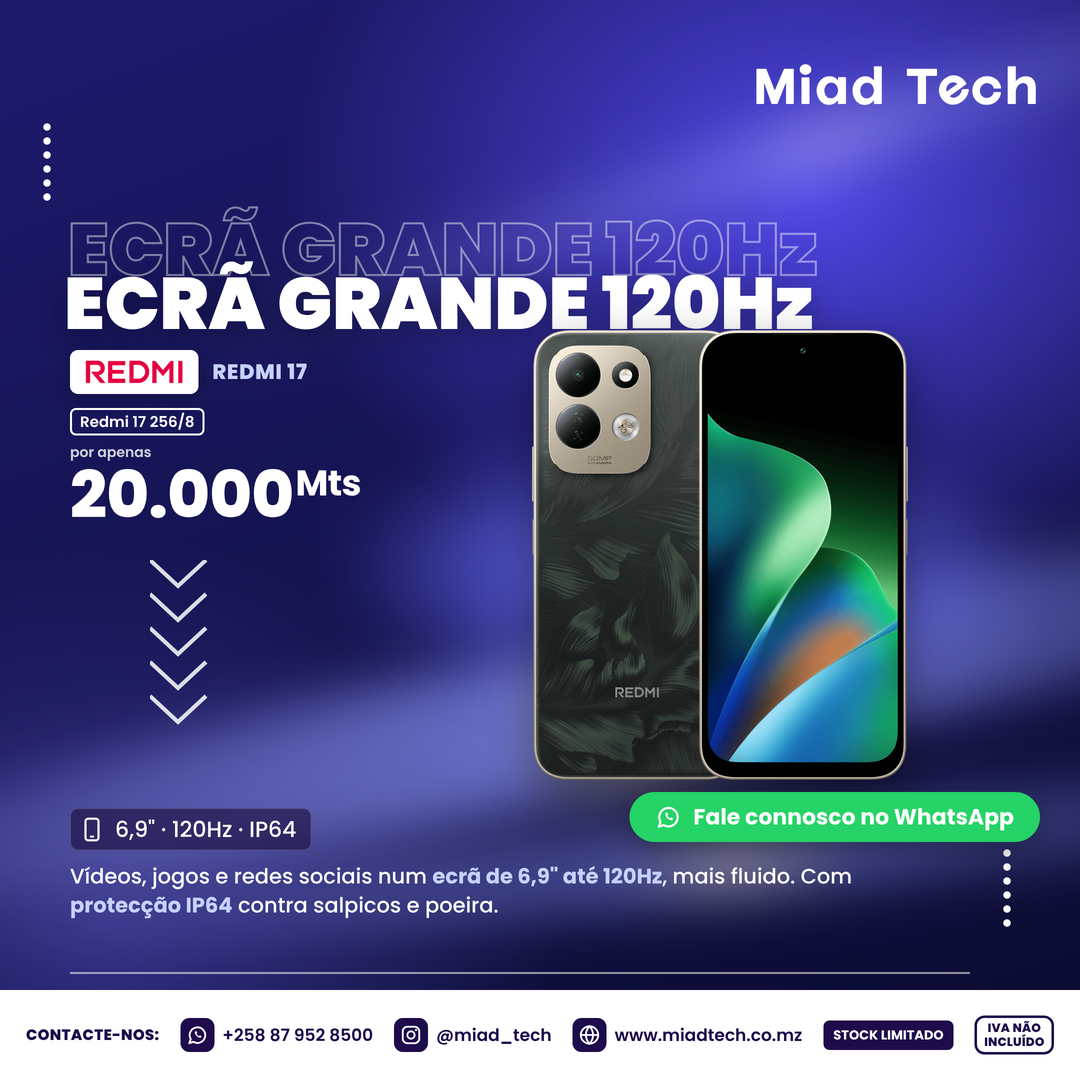 Miad Tech
ECRÃ GRANDE 120Hz
ECRÃ GRANDE 120Hz
REDMI REDMI 17
Redmi 17 256/8
por apenas
20.000Mts
50MP
AI CAMERA
REDMI
6,9" · 120Hz · IP64
Fale connosco no WhatsApp
Vídeos, jogos e redes sociais num ecrã de 6,9" até 120Hz, mais fluido. Com
protecção IP64 contra salpicos e poeira.
CONTACTE-NOS: +258 87 952 8500 @miad_tech www.miadtech.co.mz STOCK LIMITADO IVA NÃO
INCLUÍDO